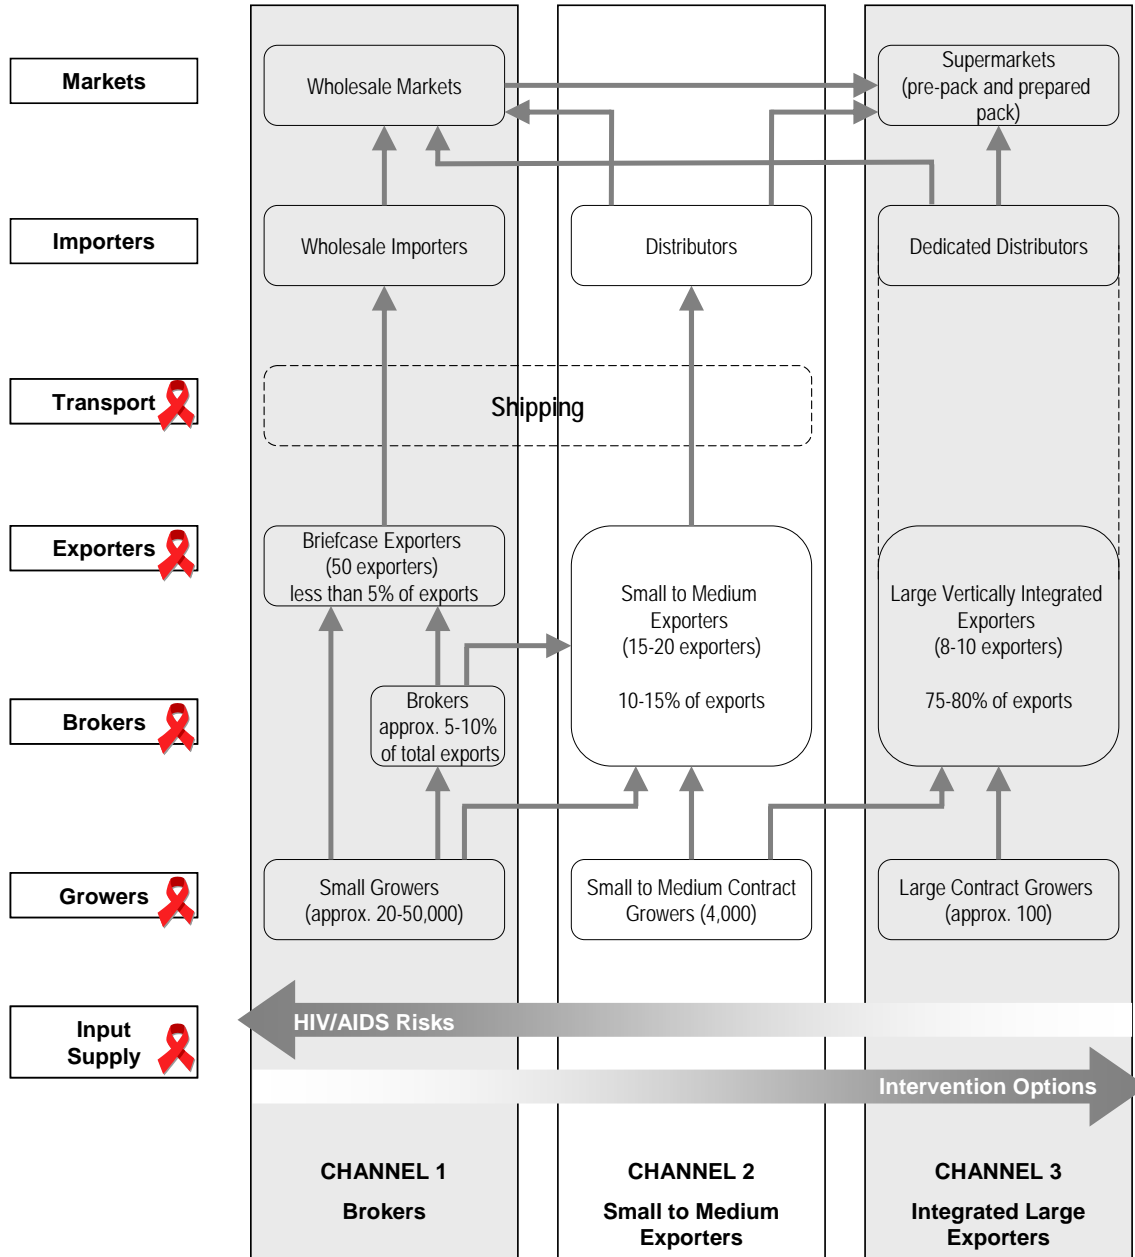 Markets
Wholesale Markets
Supermarkets
(pre-pack and prepared
pack)
Importers
Wholesale Importers
Distributors
Dedicated Distributors
Transport
Shipping
Exporters
Briefcase Exporters
(50 exporters)
less than 5% of exports
Small to Medium
Exporters
(15-20 exporters)
10-15% of exports
Large Vertically Integrated
Exporters
(8-10 exporters)
75-80% of exports
Brokers
Brokers
approx. 5-10%
of total exports
Growers
Small Growers
(approx. 20-50,000)
Small to Medium Contract
Growers (4,000)
Large Contract Growers
(approx. 100)
Input
Supply
HIV/AIDS Risks
Intervention Options
CHANNEL 1
Brokers
CHANNEL 2
Small to Medium
Exporters
CHANNEL 3
Integrated Large
Exporters